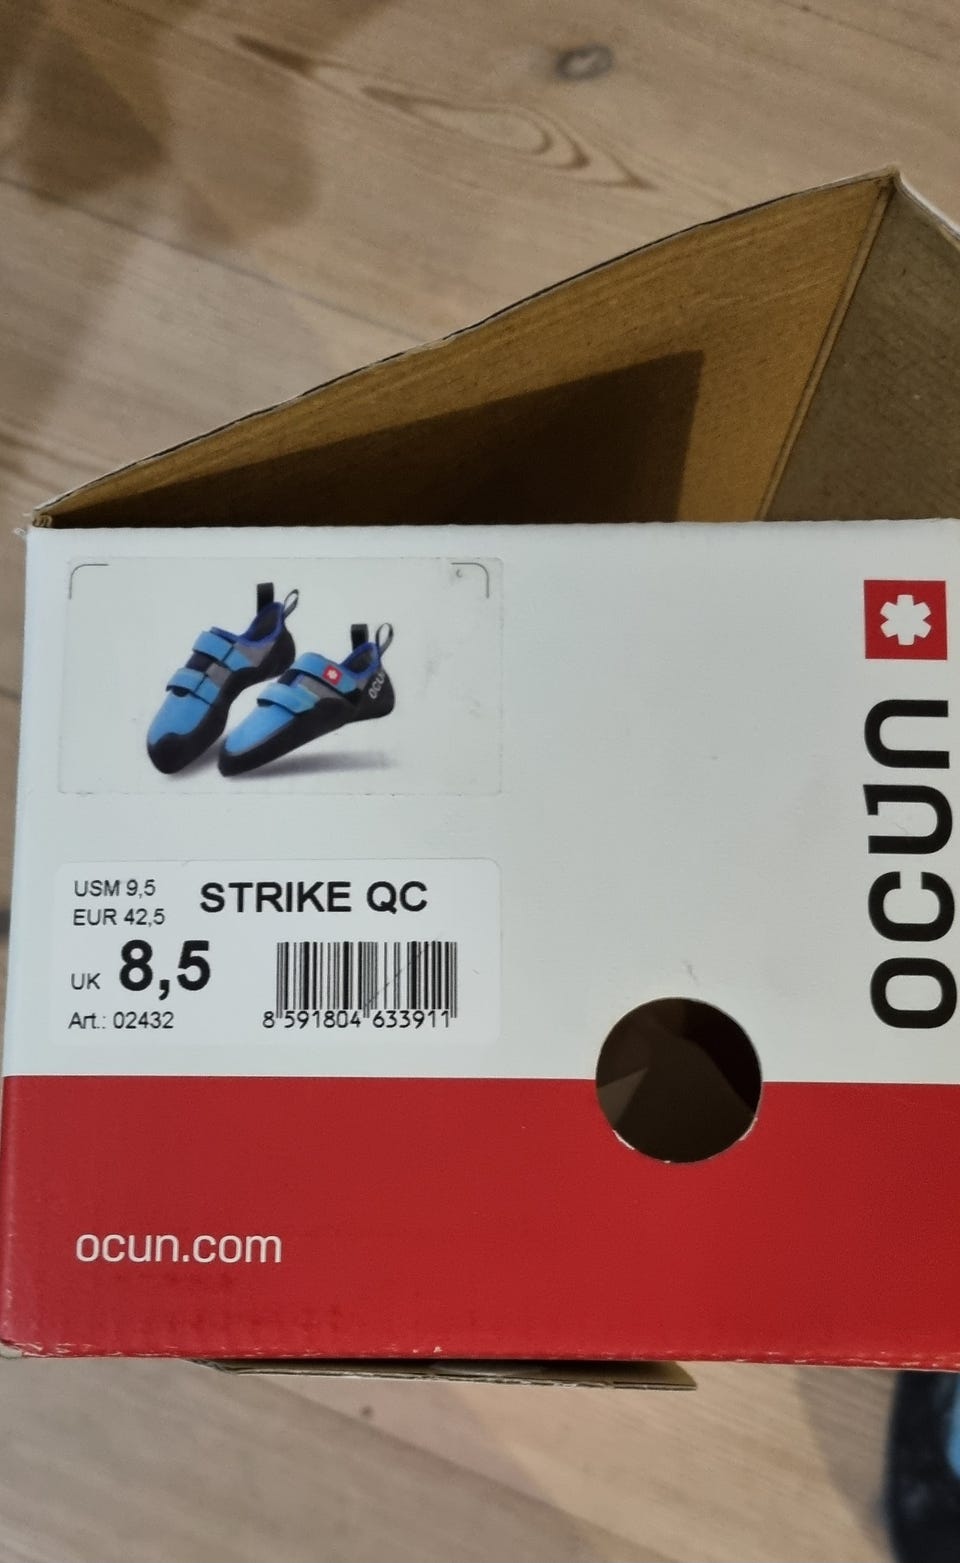 USM 9,5
EUR 42,5
STRIKE QC
UK 8,5
Art.: 02432
8 591804 633911
ocun
ocun.com
OCUN